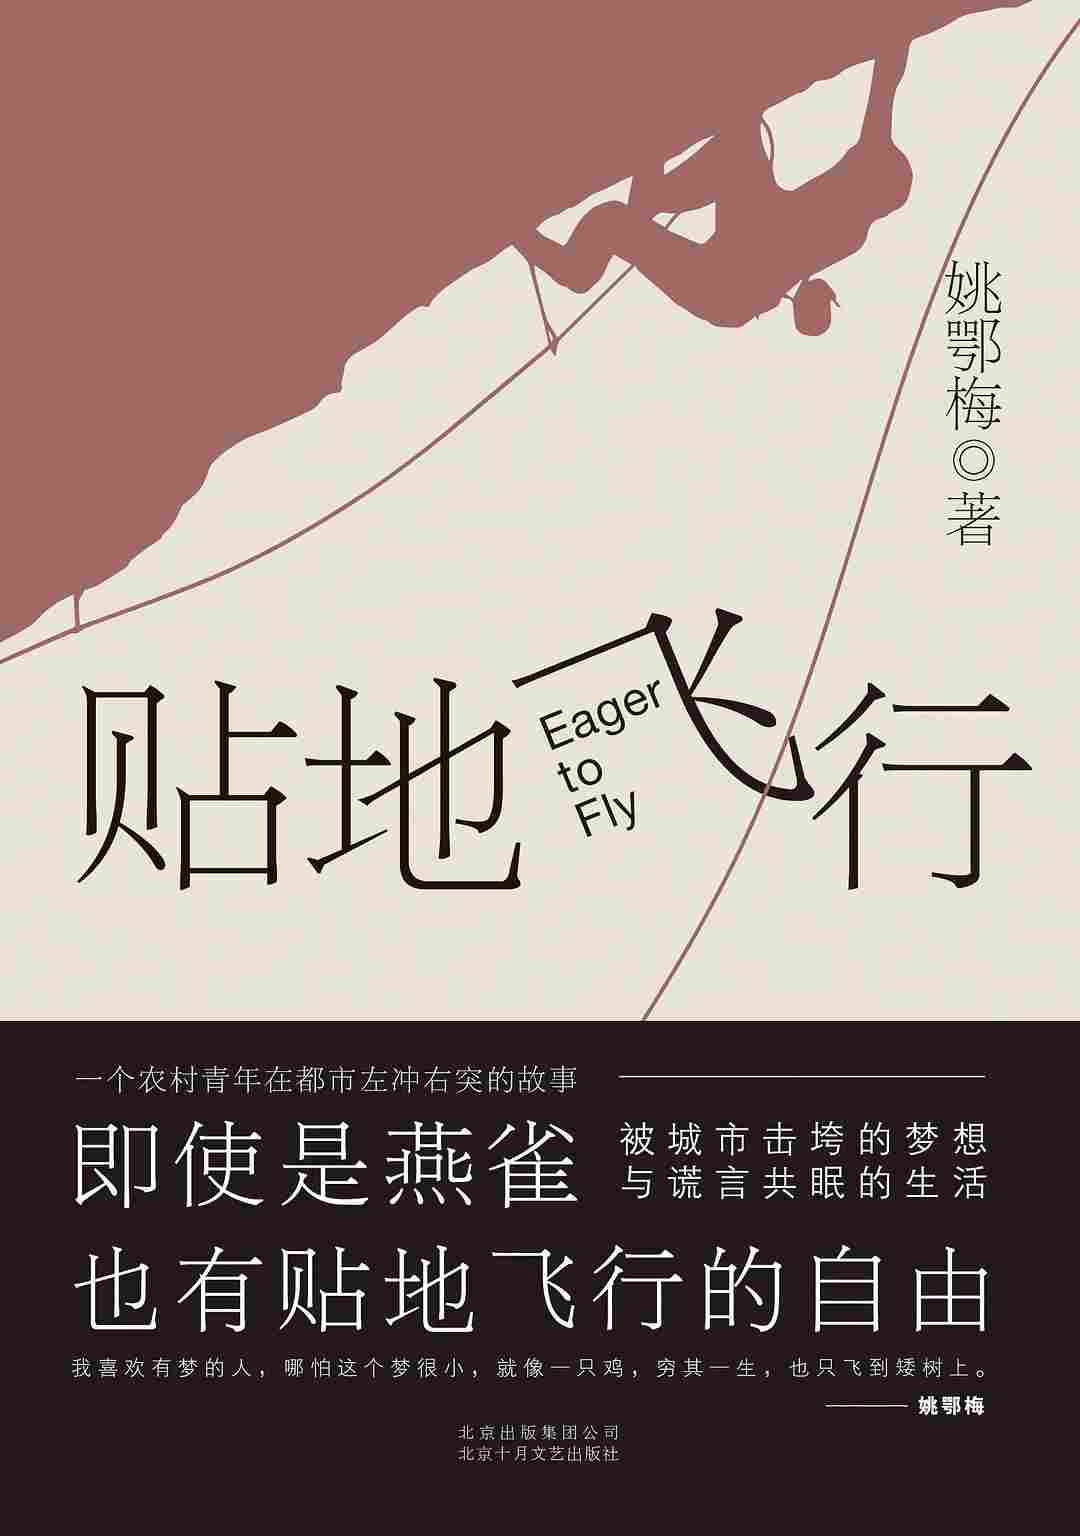 姚鄂梅◎著
贴地飞行
Eager
to
Fly
一个农村青年在都市左冲右突的故事
即使是燕雀
被城市击垮的梦想
与谎言共眠的生活
也有贴地飞行的自由
我喜欢有梦的人，哪怕这个梦很小，就像一只鸡，穷其一生，也只飞到矮树上。
——姚鄂梅
北京出版集团公司
北京十月文艺出版社